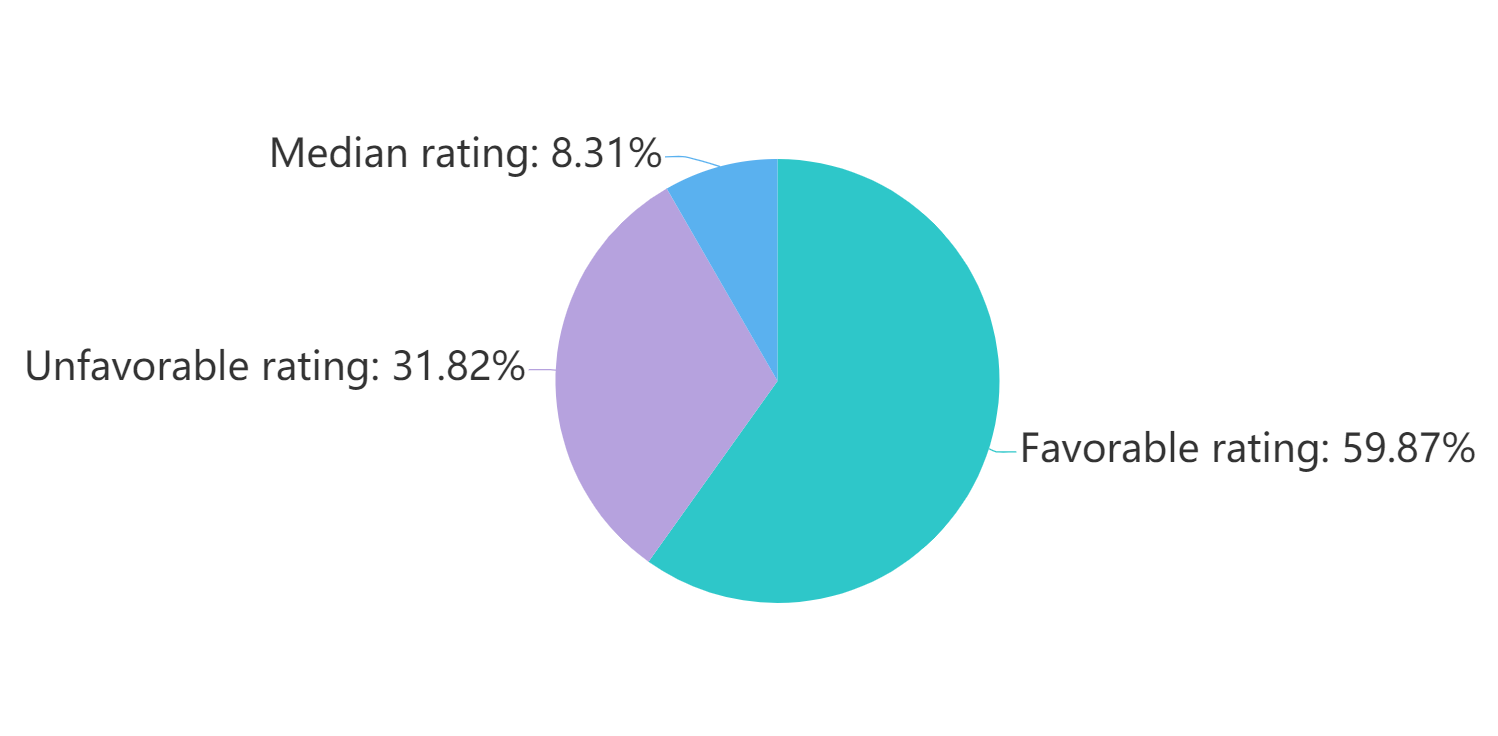 Median rating: 8.31%
Unfavorable rating: 31.82%
Favorable rating: 59.87%